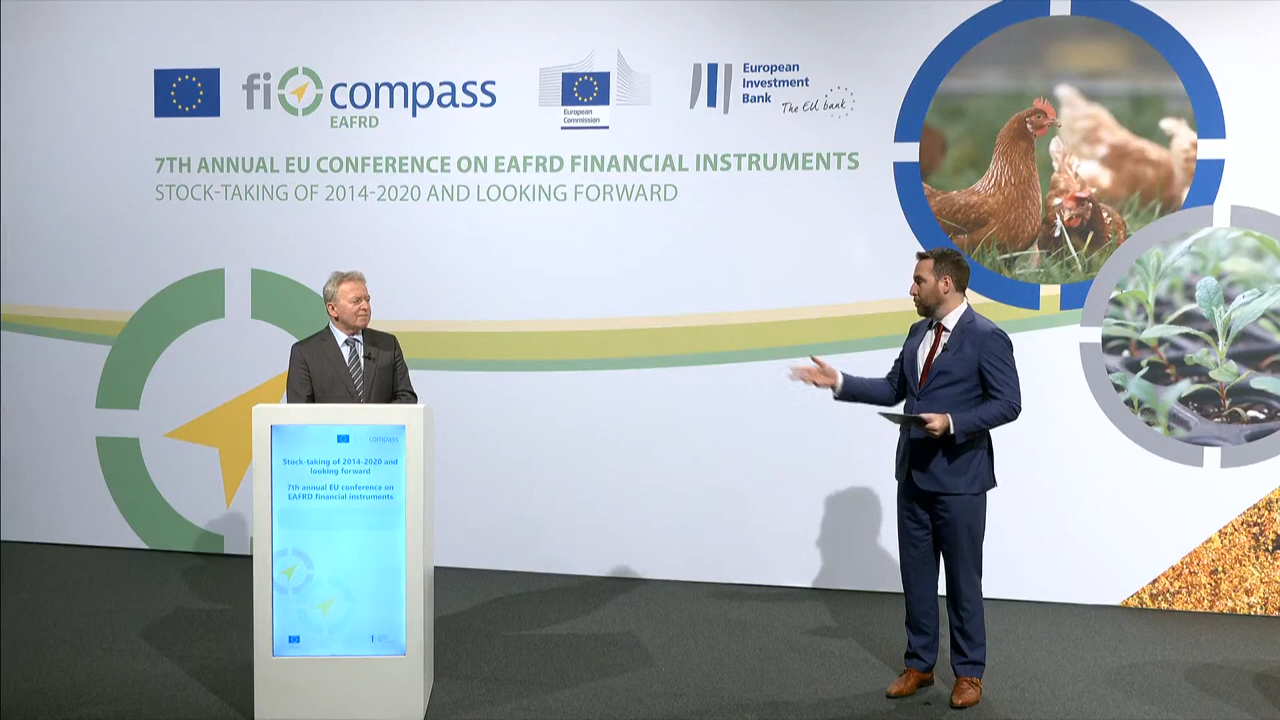 fi compass
EAFRD
European
Commission
European
Investment
Bank
The EU bank
7TH ANNUAL EU CONFERENCE ON EAFRD FINANCIAL INSTRUMENTS
STOCK-TAKING OF 2014-2020 AND LOOKING FORWARD
compass
Stock-taking of 2014-2020 and
looking forward
7th annual EU conference on
EAFRD financial instruments